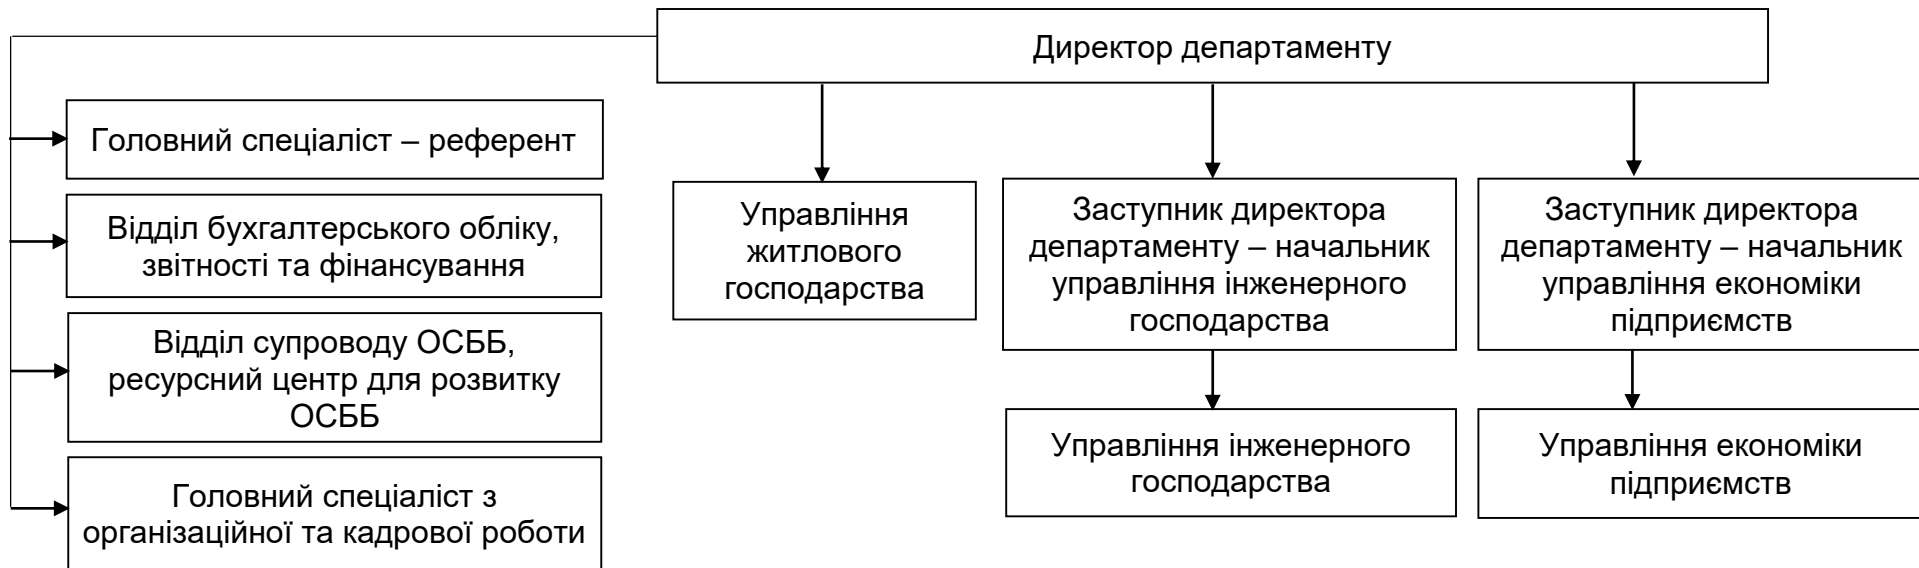 Директор департаменту
Головний спеціаліст – референт
Відділ бухгалтерського обліку,
звітності та фінансування
Відділ супроводу ОСББ,
ресурсний центр для розвитку
ОСББ
Головний спеціаліст з
організаційної та кадрової роботи
Управління
житлового
господарства
Заступник директора
департаменту – начальник
управління інженерного
господарства
Заступник директора
департаменту – начальник
управління економіки
підприємств
Управління інженерного
господарства
Управління економіки
підприємств